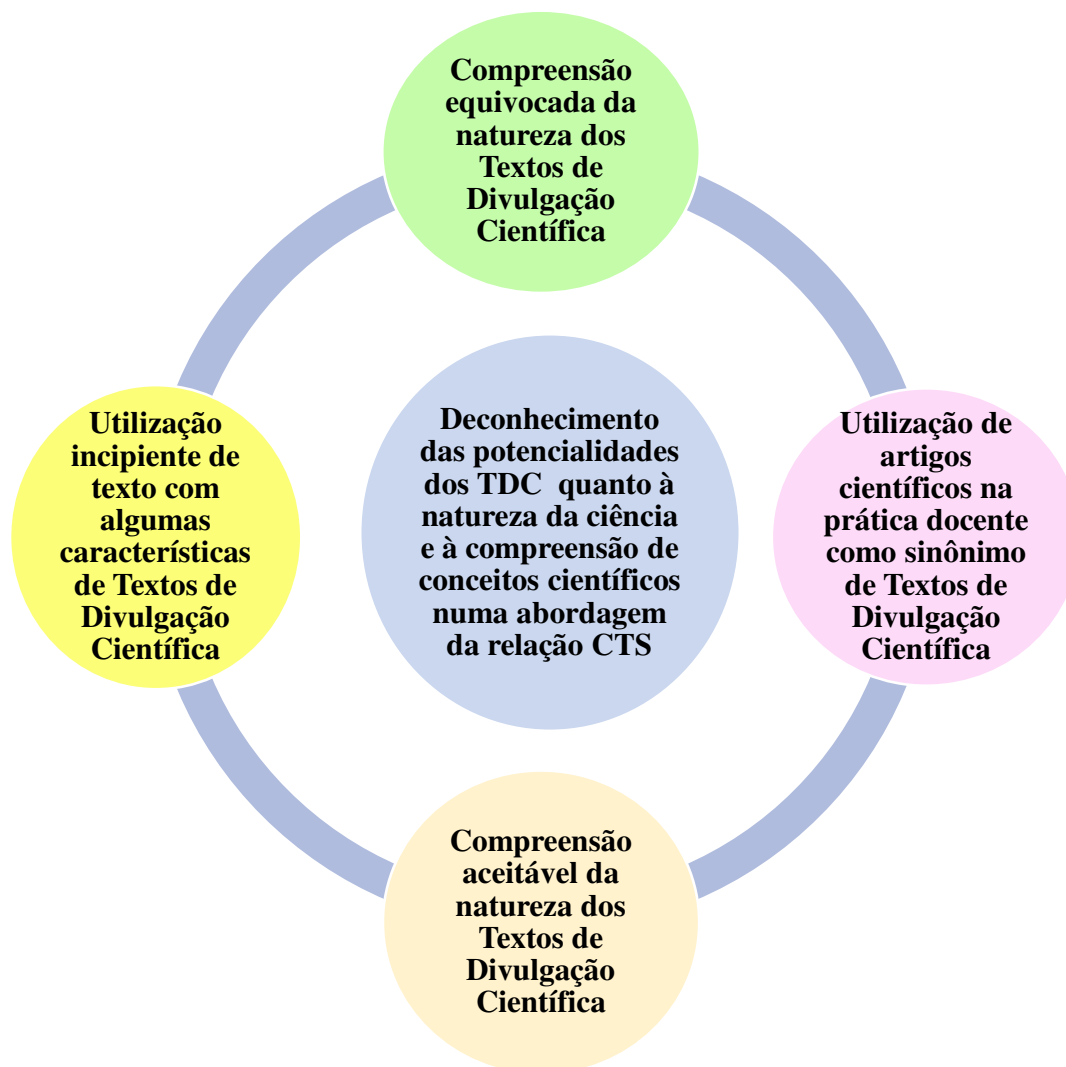 Compreensão
equivocada da
natureza dos
Textos de
Divulgação
Científica
Utilização
incipiente de
texto com
algumas
características
de Textos de
Divulgação
Científica
Deconhecimento
das potencialidades
dos TDC quanto à
natureza da ciência
e à compreensão de
conceitos científicos
numa abordagem
da relação CTS
Utilização de
artigos
científicos na
prática docente
como sinônimo
de Textos de
Divulgação
Científica
Compreensão
aceitável da
natureza dos
Textos de
Divulgação
Científica